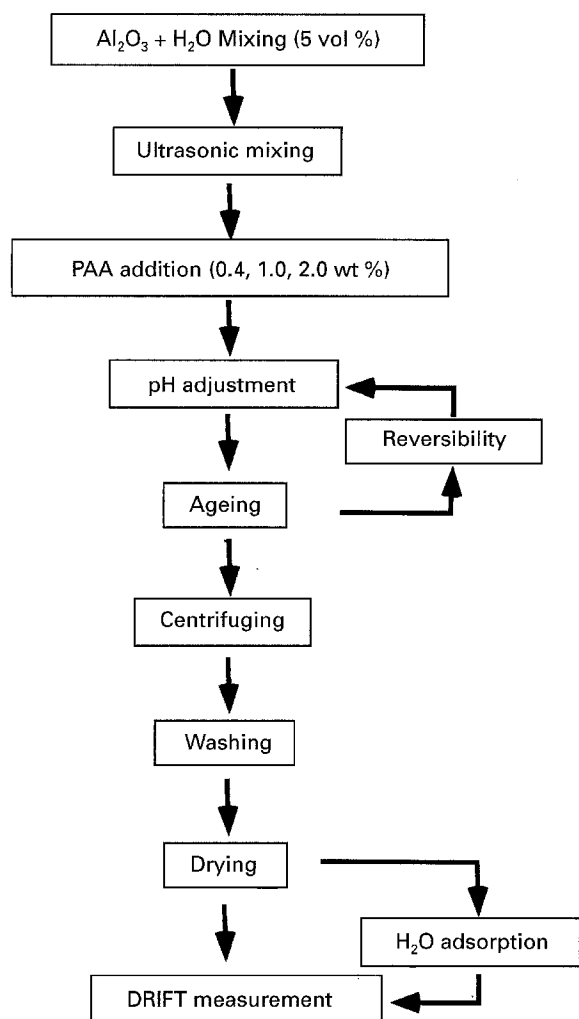 Al₂O₃ + H₂O Mixing (5 vol %)
Ultrasonic mixing
PAA addition (0.4, 1.0, 2.0 wt %)
pH adjustment
Reversibility
Ageing
Centrifuging
Washing
Drying
H₂O adsorption
DRIFT measurement